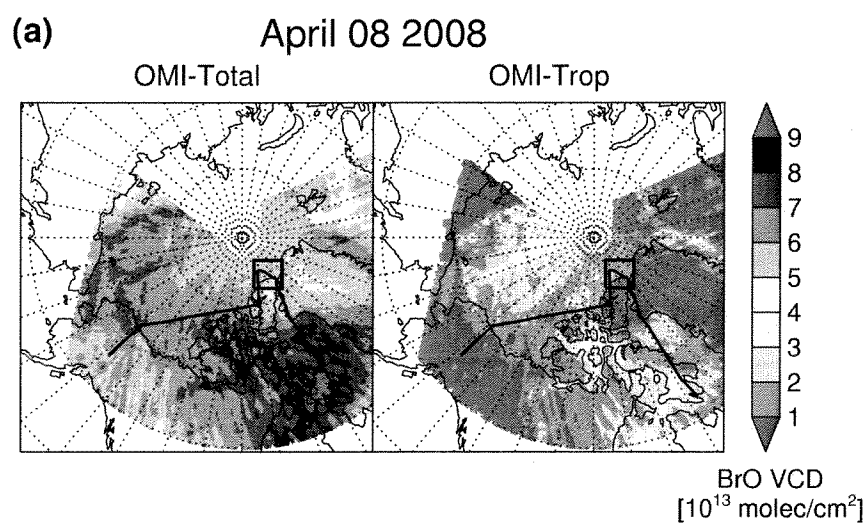 (a)
April 08 2008
OMI-Total
OMI-Trop
9
8
7
6
5
4
3
2
1
BrO VCD
[10¹³ molec/cm²]